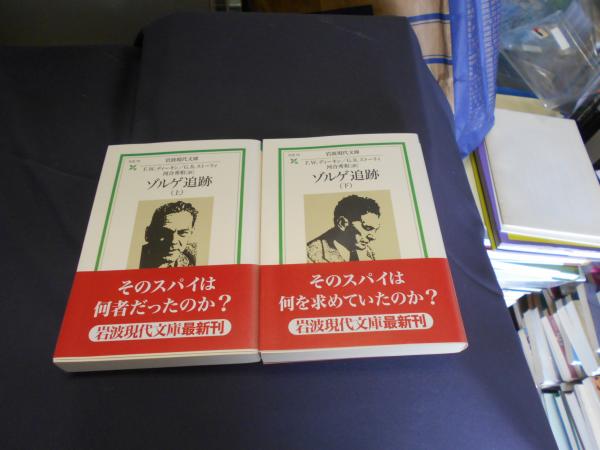 岩波現代文庫
F.W.ディーキン/G.R.ストーリィ
河合秀和[訳]
ゾルゲ追跡
(上)
そのスパイは
何者だったのか?
岩波現代文庫最新刊
岩波現代文庫
F.W.ディーキン/G.R.ストーリィ
河合秀和[訳]
ゾルゲ追跡
(下)
そのスパイは
何を求めていたのか?
岩波現代文庫最新刊